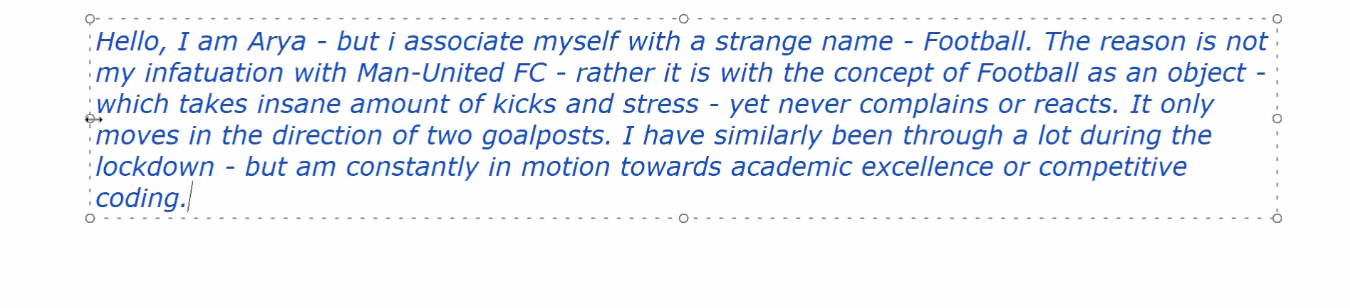 Hello, I am Arya - but i associate myself with a strange name - Football. The reason is not
my infatuation with Man-United FC - rather it is with the concept of Football as an object -
which takes insane amount of kicks and stress - yet never complains or reacts. It only
moves in the direction of two goalposts. I have similarly been through a lot during the
lockdown - but am constantly in motion towards academic excellence or competitive
coding.